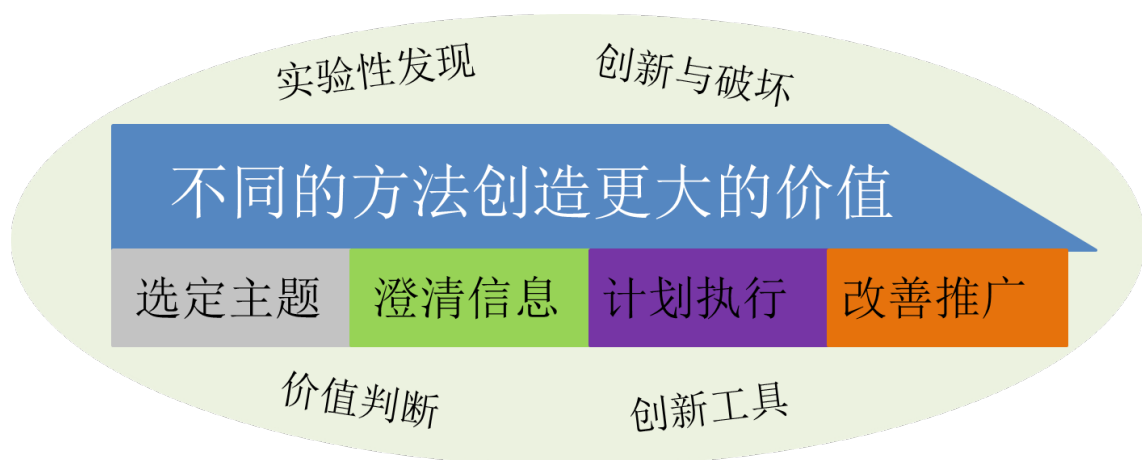 实验性发现
创新与破坏
不同的方法创造更大的价值
选定主题
澄清信息
计划执行
改善推广
价值判断
创新工具